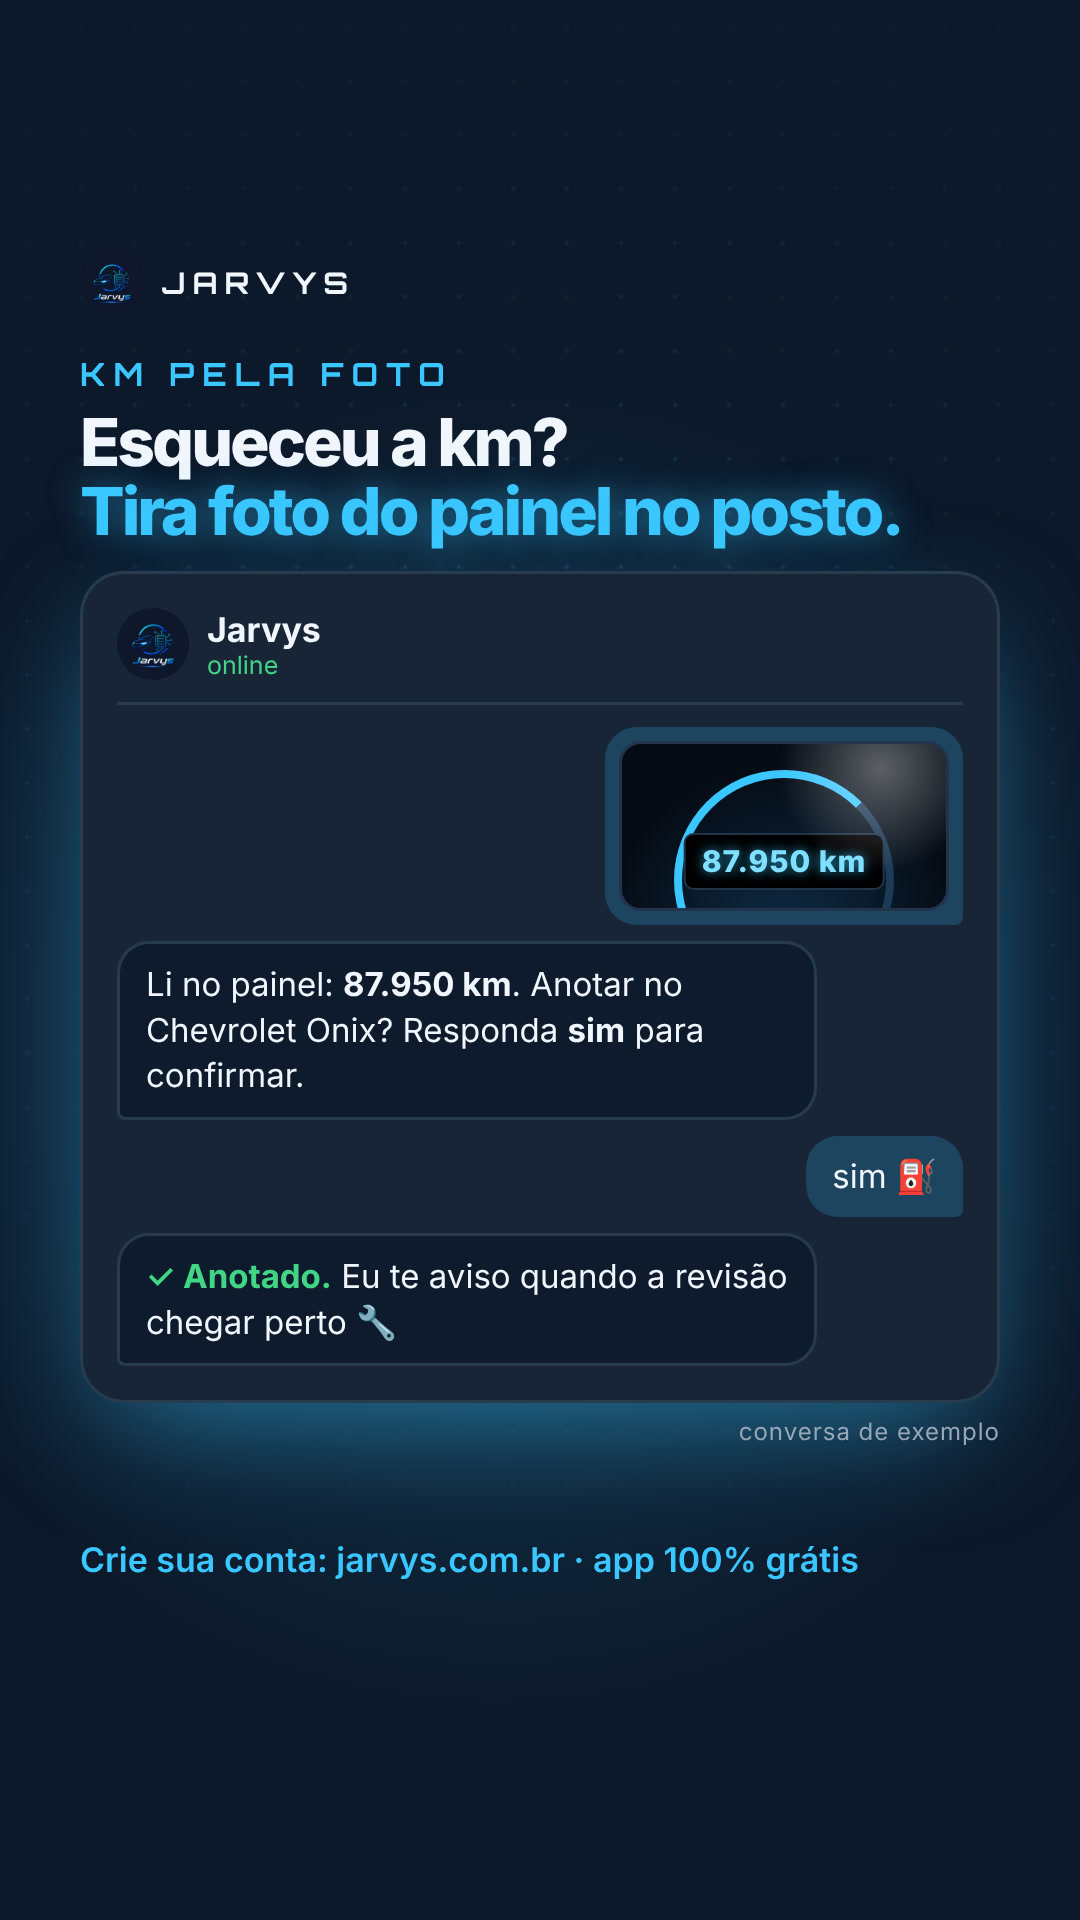 Jarvys
JARVYS
KM PELA FOTO
Esqueceu a km?
Tira foto do painel no posto.
Jarvys
Jarvys
online
87.950 km
Li no painel: 87.950 km. Anotar no
Chevrolet Onix? Responda sim para
confirmar.
sim ⛽
✓ Anotado. Eu te aviso quando a revisão
chegar perto 🔧
conversa de exemplo
Crie sua conta: jarvys.com.br · app 100% grátis